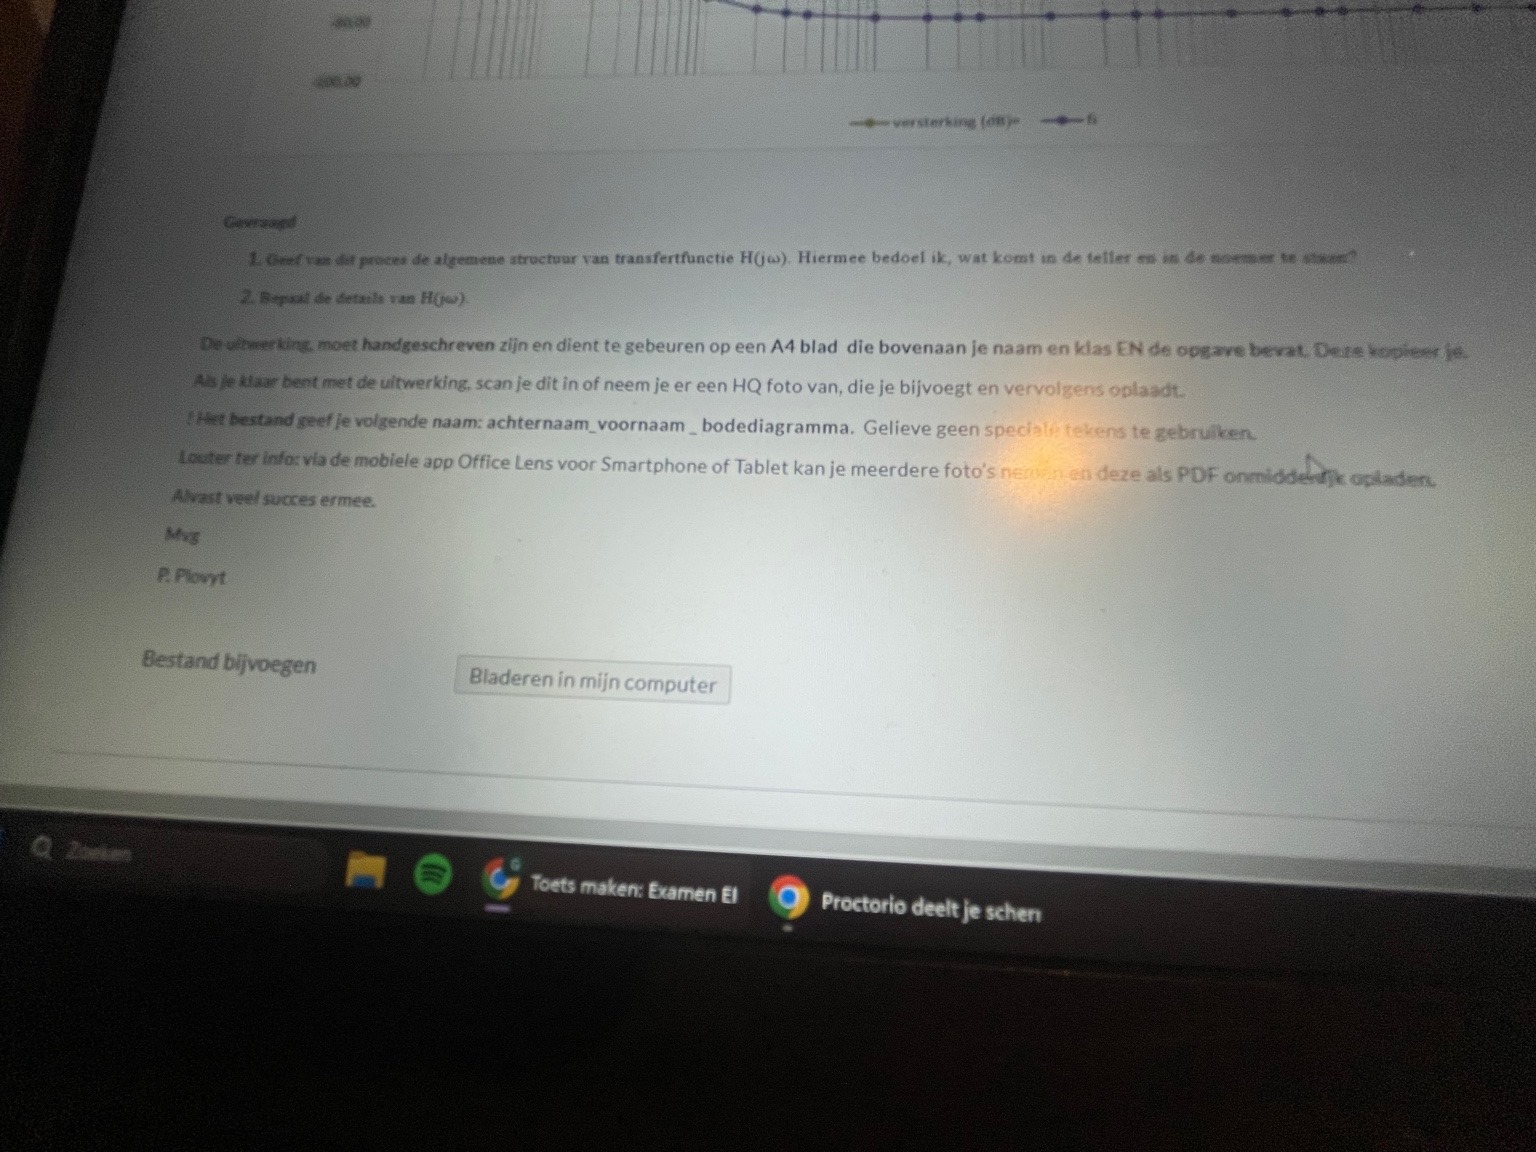 -80,00
-100,00
versterking (dB)= fi
Gevraagd
1. Geef van dit proces de algemene structuur van transfertfunctie H(jω). Hiermee bedoel ik, wat komt in de teller en in de noemer te staan?
2. Bepaal de details van H(jω).
De uitwerking, moet handgeschreven zijn en dient te gebeuren op een A4 blad die bovenaan je naam en klas EN de opgave bevat. Deze kopieer je.
Als je klaar bent met de uitwerking, scan je dit in of neem je er een HQ foto van, die je bijvoegt en vervolgens oplaadt.
! Het bestand geef je volgende naam: achternaam_voornaam _ bodediagramma. Gelieve geen speciale tekens te gebruiken.
Louter ter info: via de mobiele app Office Lens voor Smartphone of Tablet kan je meerdere foto's nemen en deze als PDF onmiddellijk opladen.
Alvast veel succes ermee.
Mvg
P. Plovyt
Bestand bijvoegen Bladeren in mijn computer
Zoeken G Toets maken: Examen El Proctorio deelt je scherr